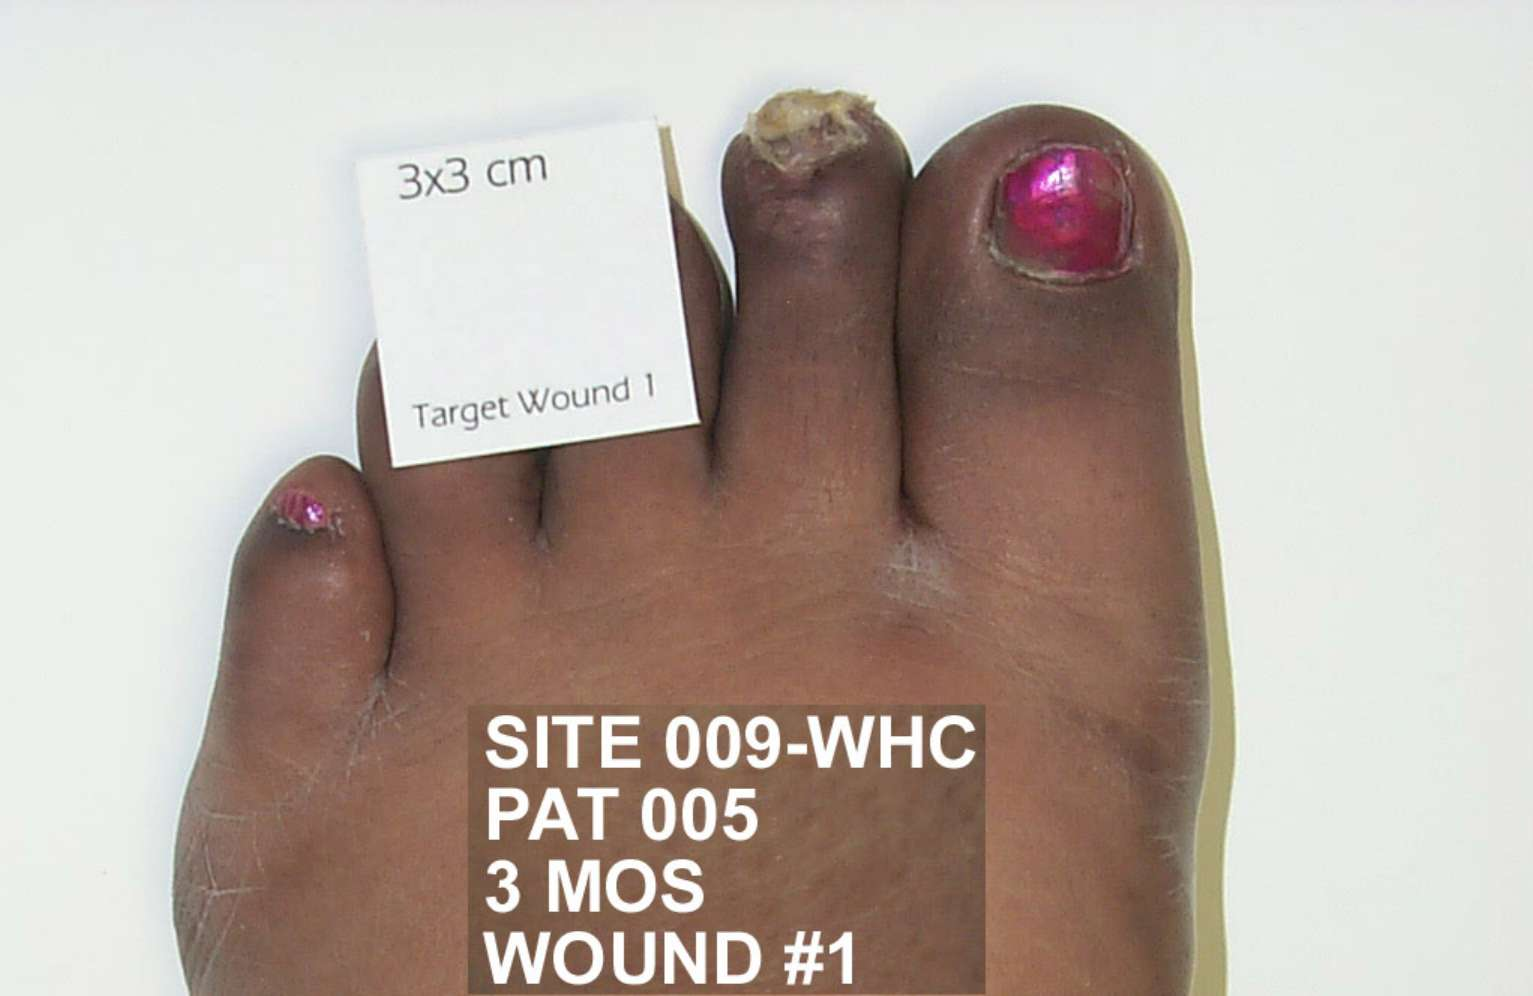 3x3 cm
Target Wound 1
SITE 009-WHC
PAT 005
3 MOS
WOUND #1